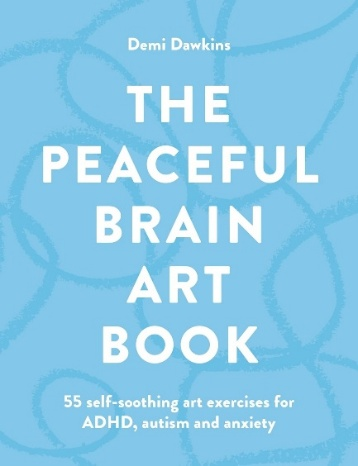 Demi Dawkins
THE
PEACEFUL
BRAIN
ART
BOOK
55 self-soothing art exercises for
ADHD, autism and anxiety